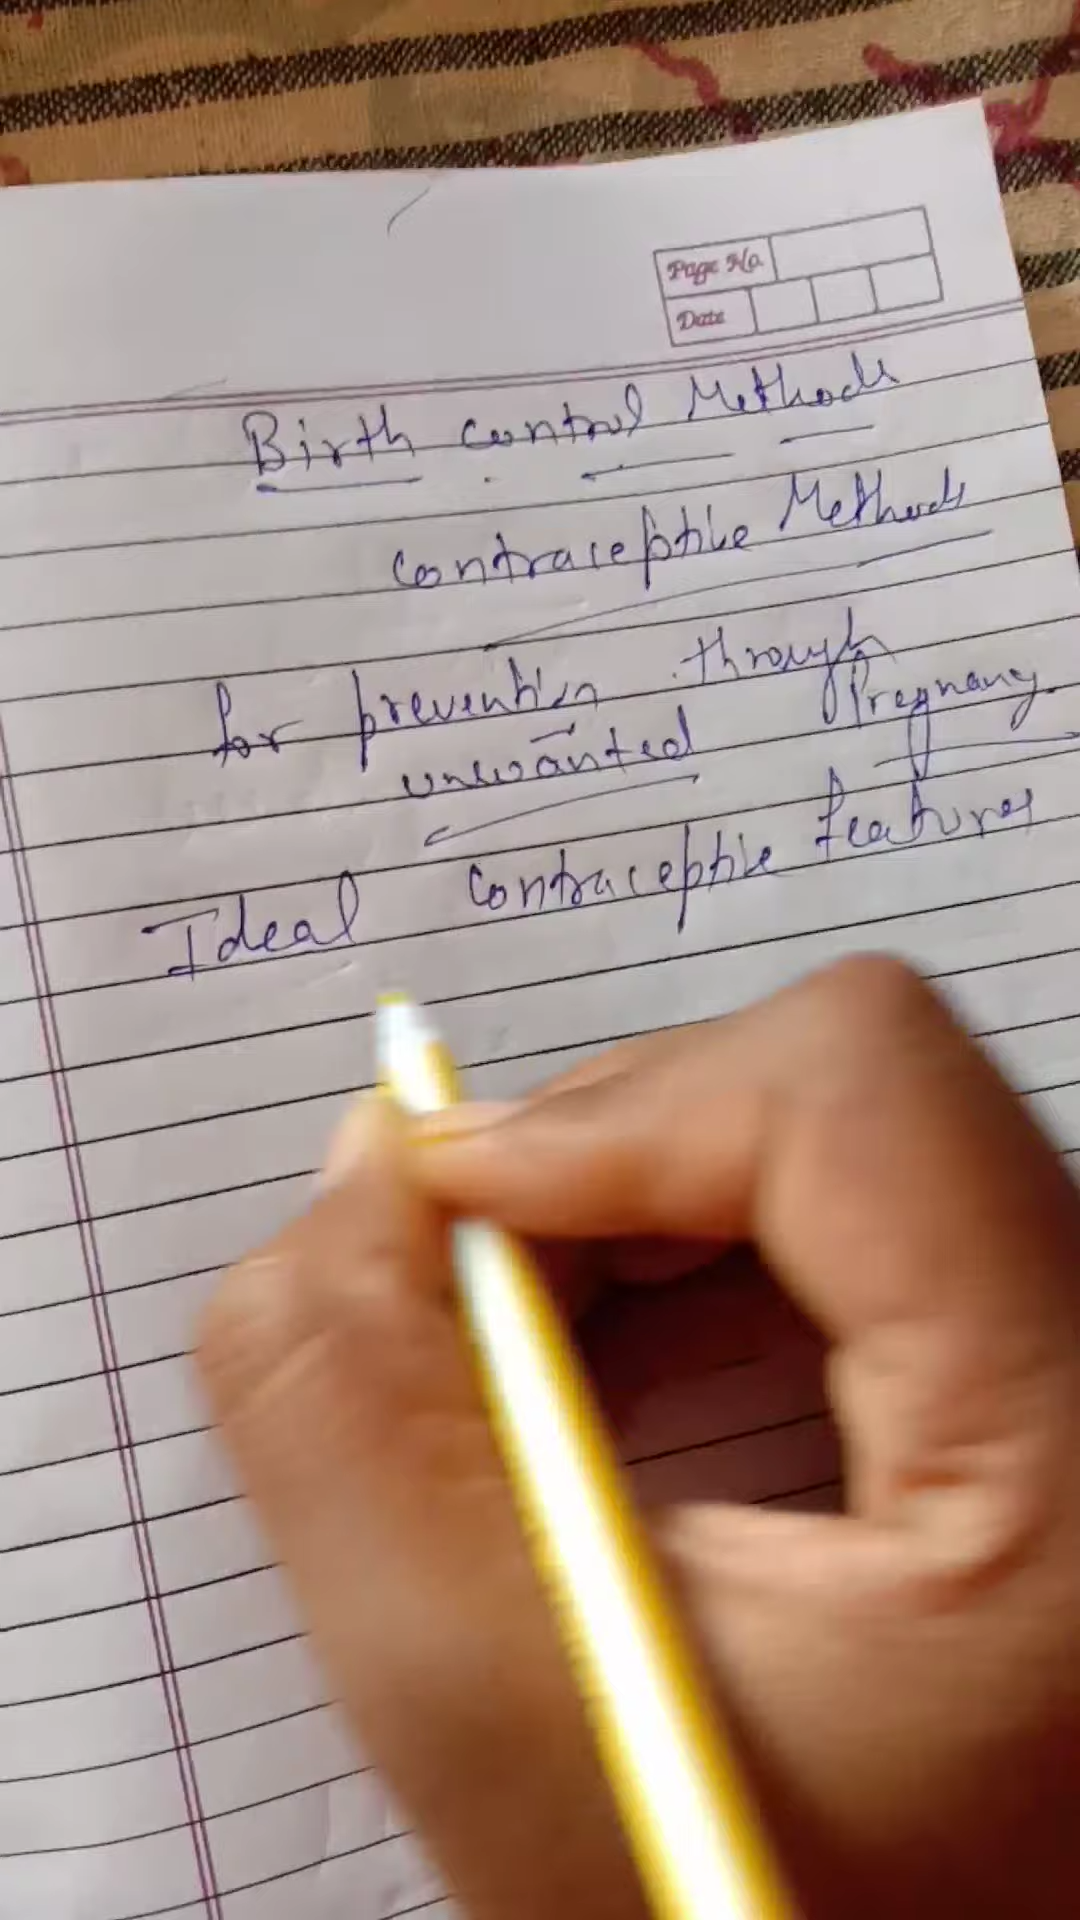 Page No.
Date
Birth control Methods
Contraceptive Methods
for prevention through
unwanted Pregnancy
Ideal Contraceptive features